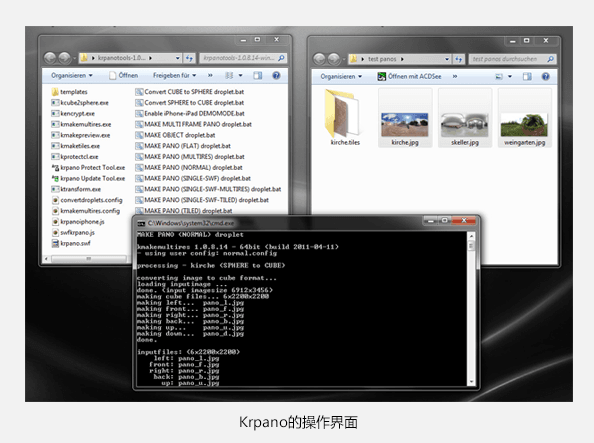 krpanotools-1.0...
krpanotools-1.0.8.14-win...
Organisieren
Öffnen
Freigeben für
»
templates
kcube2sphere.exe
kencrypt.exe
kmakemultires.exe
kmakepreview.exe
kmaketiles.exe
kprotectcl.exe
krpano Protect Tool.exe
krpano Update Tool.exe
ktransform.exe
convertdroplets.config
kmakemultires.config
krpanoiphone.js
swfkrpano.js
krpano.swf
Convert CUBE to SPHERE droplet.bat
Convert SPHERE to CUBE droplet.bat
Enable iPhone-iPad DEMOMODE.bat
MAKE MULTIFRAME PANO droplet.bat
MAKE OBJECT droplet.bat
MAKE PANO (FLAT) droplet.bat
MAKE PANO (MULTIRES) droplet.bat
MAKE PANO (NORMAL) droplet.bat
MAKE PANO (SINGLE-SWF) droplet.bat
MAKE PANO (SINGLE-SWF-MULTIRES) droplet.bat
MAKE PANO (SINGLE-SWF-TILED) droplet.bat
MAKE PANO (TILED) droplet.bat
test panos
test panos durchsuchen
Organisieren
Öffnen mit ACDSee
»
kirche.tiles
kirche.jpg
skeller.jpg
weingarten.jpg
C:\Windows\system32\cmd.exe
MAKE PANO (NORMAL) droplet
kmakemultires 1.0.8.14 - 64bit (build 2011-04-11)
- using user config: normal.config
processing - kirche (SPHERE to CUBE)
converting image to cube format...
loading inputimage ...
done. (input imagesize 6912x3456)
making cube files... 6x2200x2200
making left... pano_l.jpg
making front... pano_f.jpg
making right... pano_r.jpg
making back... pano_b.jpg
making up... pano_u.jpg
making down... pano_d.jpg
done.
inputfiles: (6x2200x2200)
left: pano_l.jpg
front: pano_f.jpg
right: pano_r.jpg
back: pano_b.jpg
up: pano_u.jpg
Krpano的操作界面